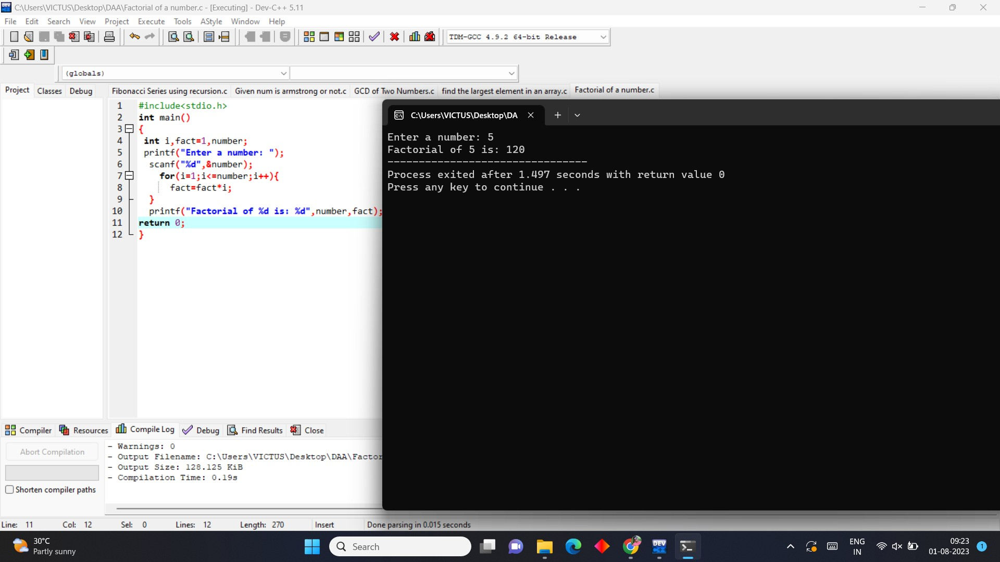 C:\Users\VICTUS\Desktop\DAA\Factorial of a number.c - [Executing] - Dev-C++ 5.11
File Edit Search View Project Execute Tools AStyle Window Help
TDM-GCC 4.9.2 64-bit Release
(globals)
Project Classes Debug
Fibonacci Series using recursion.c Given num is armstrong or not.c GCD of Two Numbers.c find the largest element in an array.c Factorial of a number.c
1 #include<stdio.h>
2 int main()
3 {
4 int i,fact=1,number;
5 printf("Enter a number: ");
6 scanf("%d",&number);
7 for(i=1;i<=number;i++){
8 fact=fact*i;
9 }
10 printf("Factorial of %d is: %d",number,fact);
11 return 0;
12 }
C:\Users\VICTUS\Desktop\DA
Enter a number: 5
Factorial of 5 is: 120
--------------------------------
Process exited after 1.497 seconds with return value 0
Press any key to continue . . .
Compiler Resources Compile Log Debug Find Results Close
Abort Compilation
Shorten compiler paths
- Warnings: 0
- Output Filename: C:\Users\VICTUS\Desktop\DAA\Factor
- Output Size: 128.125 KiB
- Compilation Time: 0.19s
Line: 11 Col: 12 Sel: 0 Lines: 12 Length: 270 Insert Done parsing in 0.015 seconds
30°C
Partly sunny
Search
DEV
ENG
IN
09:23
01-08-2023
1